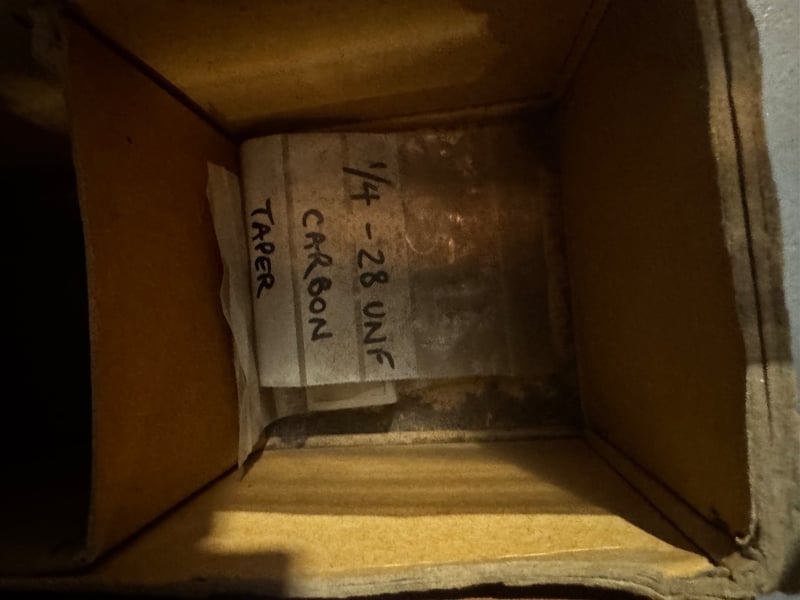 1/4 - 28 UNF
CARBON
TAPER